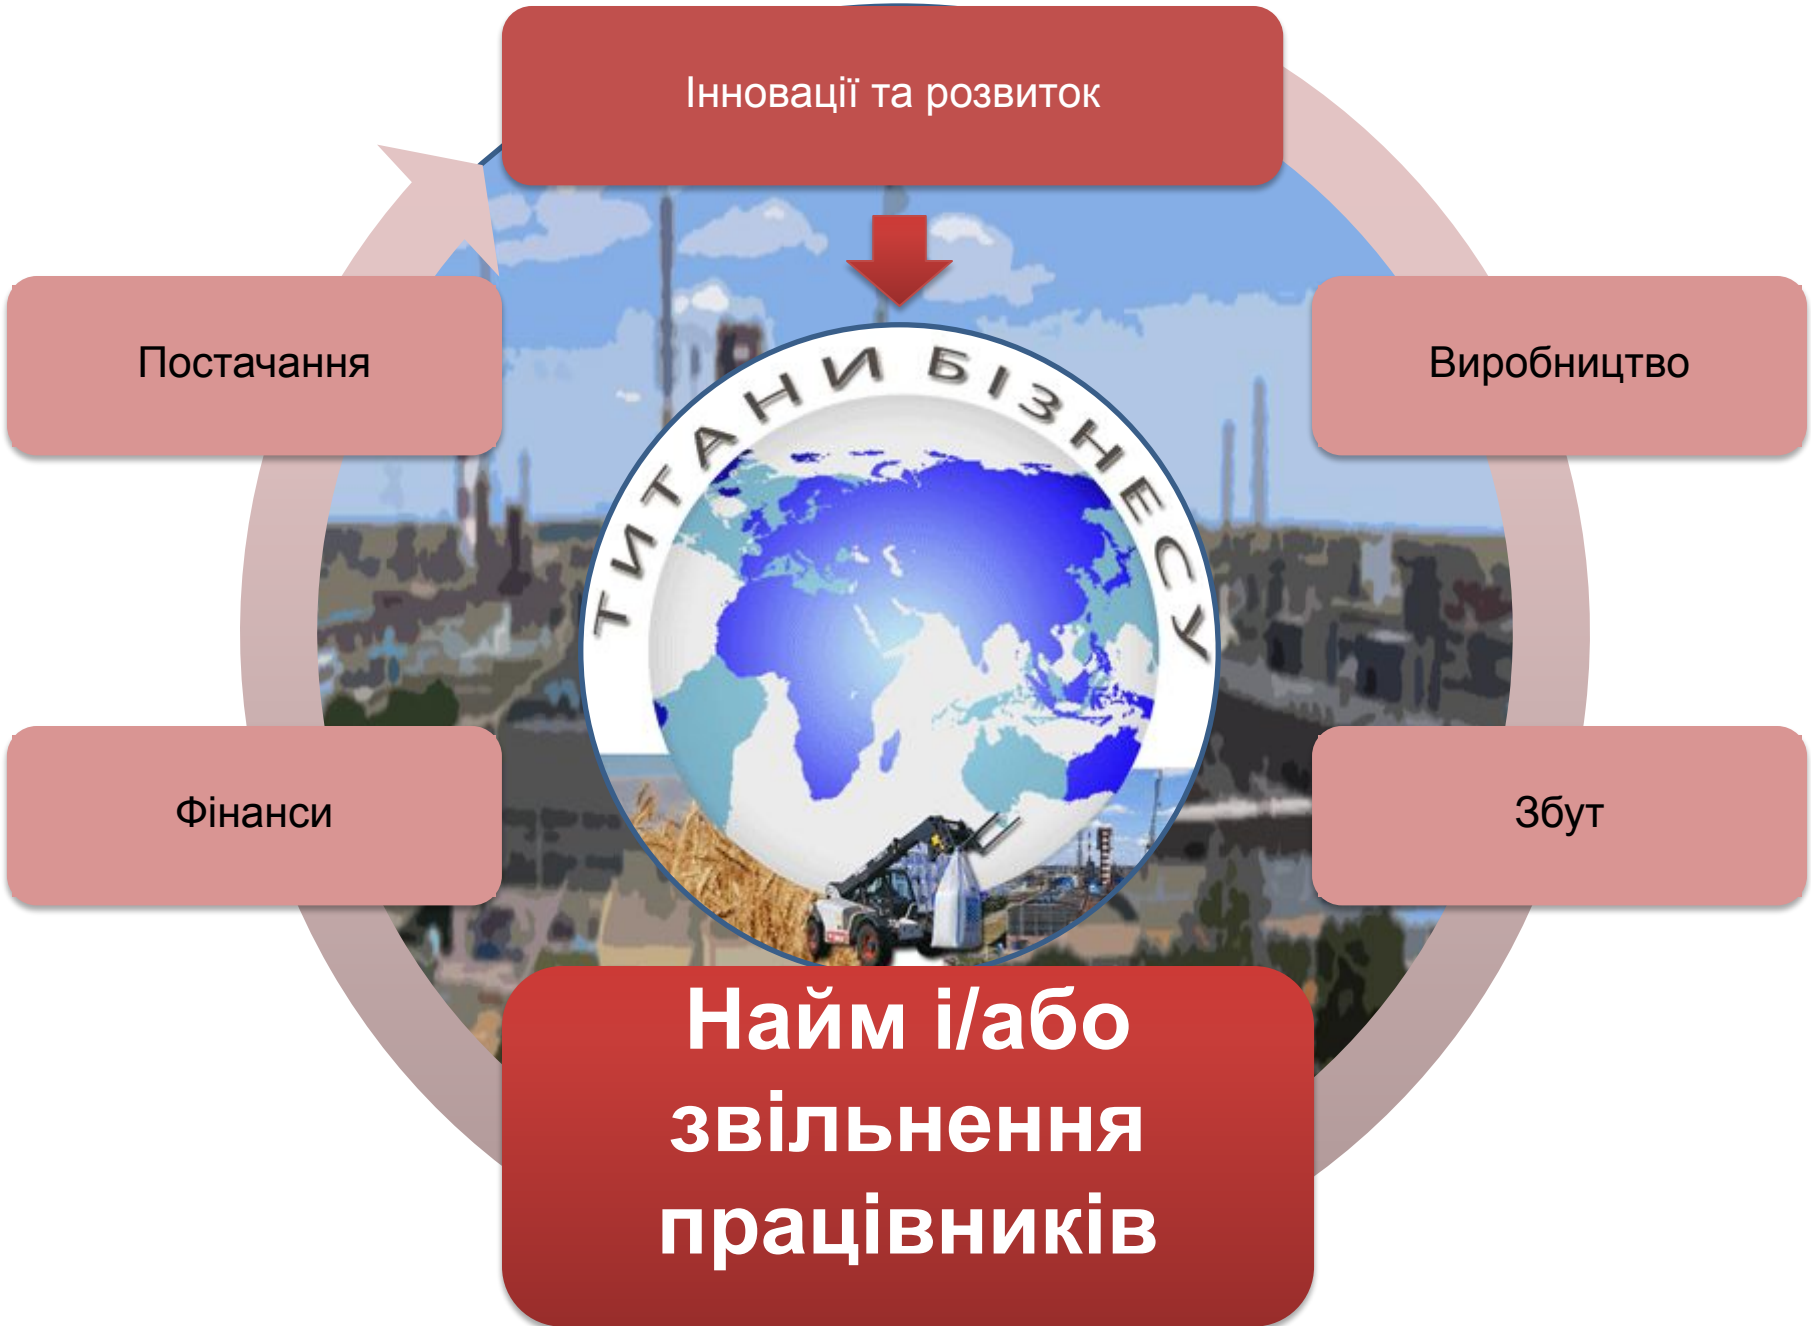 Інновації та розвиток
Постачання
Виробництво
ТИТАНИ БІЗНЕСУ
Фінанси
Збут
Найм і/або
звільнення
працівників